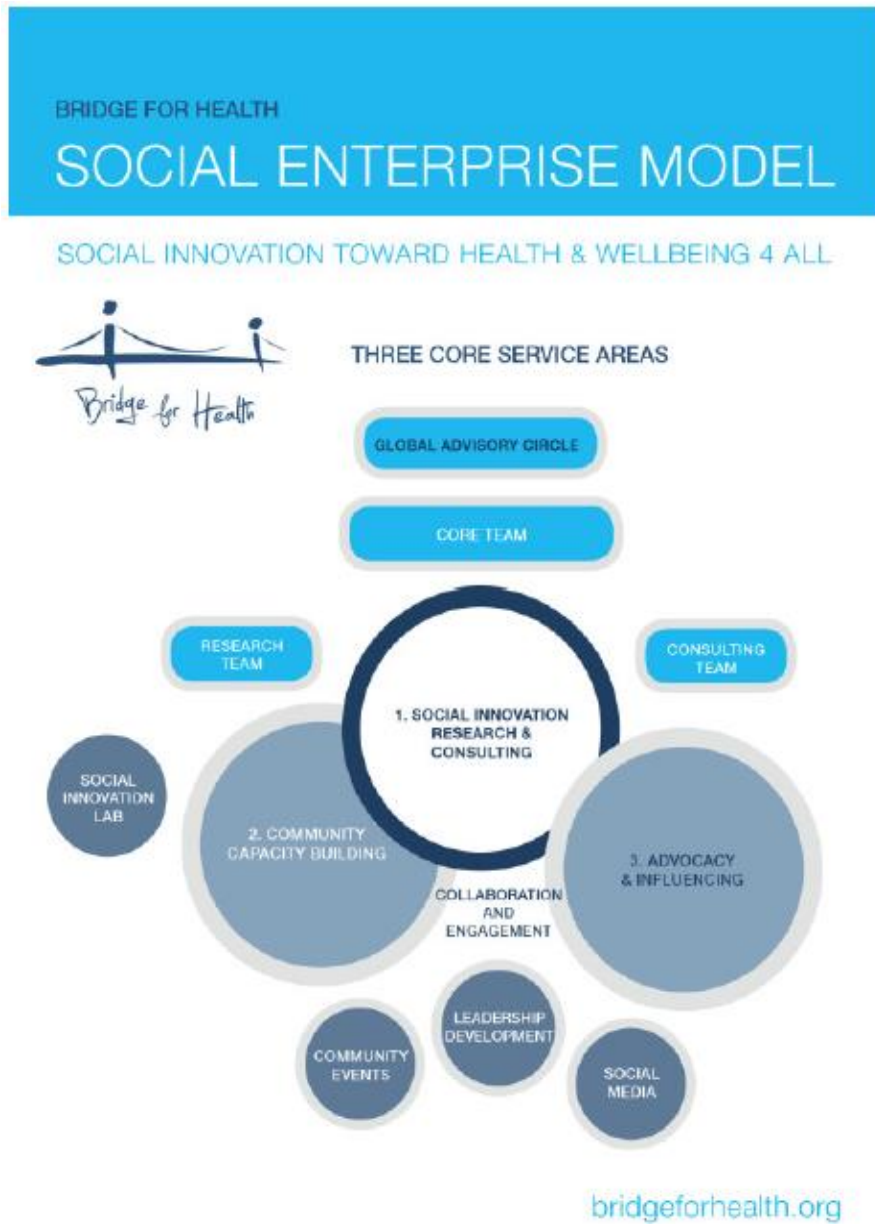 BRIDGE FOR HEALTH
SOCIAL ENTERPRISE MODEL
SOCIAL INNOVATION TOWARD HEALTH & WELLBEING 4 ALL
Bridge for Health
THREE CORE SERVICE AREAS
GLOBAL ADVISORY CIRCLE
CORE TEAM
RESEARCH
TEAM
CONSULTING
TEAM
1. SOCIAL INNOVATION
RESEARCH &
CONSULTING
SOCIAL
INNOVATION
LAB
2. COMMUNITY
CAPACITY BUILDING
3. ADVOCACY
& INFLUENCING
COLLABORATION
AND
ENGAGEMENT
LEADERSHIP
DEVELOPMENT
COMMUNITY
EVENTS
SOCIAL
MEDIA
bridgeforhealth.org